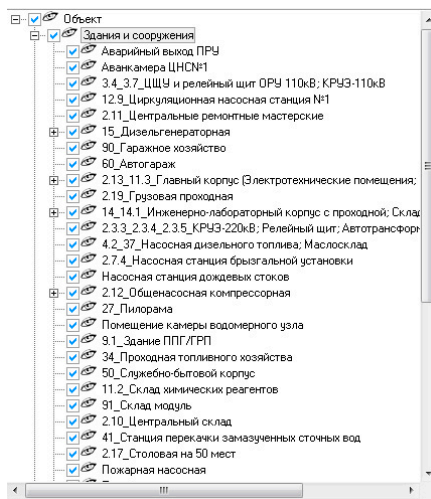 Объект
Здания и сооружения
Аварийный выход ПРУ
Аванкамера ЦНС№1
3.4_3.7_ЦЩУ и релейный щит ОРУ 110кВ; КРУЭ-110кВ
12.9_Циркуляционная насосная станция №1
2.11_Центральные ремонтные мастерские
15_Дизельгенераторная
90_Гаражное хозяйство
60_Автогараж
2.13_11.3_Главный корпус (Электротехнические помещения;
2.19_Грузовая проходная
14_14.1_Инженерно-лабораторный корпус с проходной; Склад
2.3.3_2.3.4_2.3.5_КРУЭ-220кВ; Релейный щит; Автотрансформ
4.2_37_Насосная дизельного топлива; Маслосклад
2.7.4_Насосная станция брызгальной установки
Насосная станция дождевых стоков
2.12_Общенасосная компрессорная
27_Пилорама
Помещение камеры водомерного узла
9.1_Здание ППГ/ГРП
34_Проходная топливного хозяйства
50_Служебно-бытовой корпус
11.2_Склад химических реагентов
91_Склад модуль
2.10_Центральный склад
41_Станция перекачки замазученных сточных вод
2.17_Столовая на 50 мест
Пожарная насосная